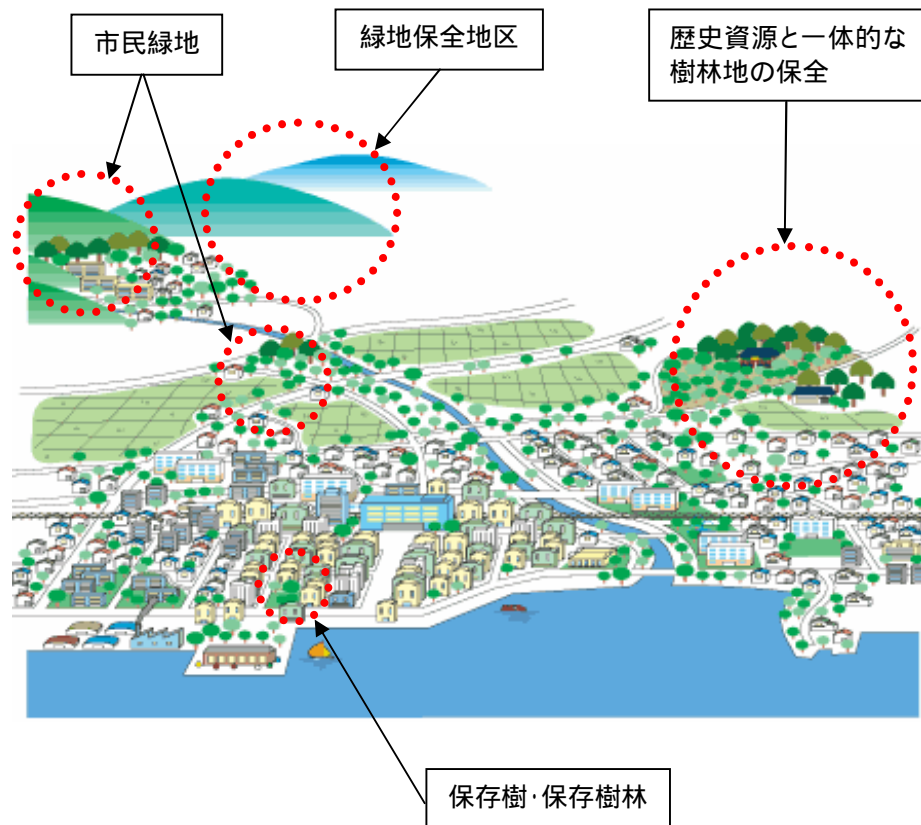 市民緑地
緑地保全地区
歴史資源と一体的な
樹林地の保全
保存樹・保存樹林